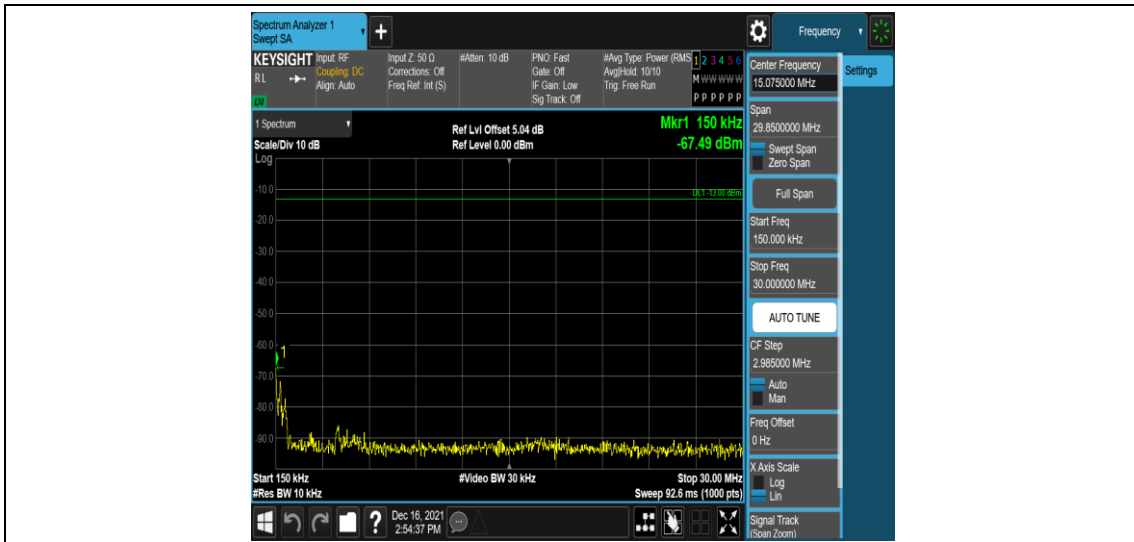 Spectrum Analyzer 1
Swept SA
+
Frequency
KEYSIGHT
RL
LXI
Input: RF
Coupling: DC
Align: Auto
Input Z: 50 Ω
Corrections: Off
Freq Ref: Int (S)
#Atten: 10 dB
PNO: Fast
Gate: Off
IF Gain: Low
Sig Track: Off
#Avg Type: Power (RMS
Avg|Hold: 10/10
Trig: Free Run
1 2 3 4 5 6
M W W W W W
P P P P P P
Center Frequency
15.075000 MHz
Settings
1 Spectrum
Scale/Div 10 dB
Ref Lvl Offset 5.04 dB
Ref Level 0.00 dBm
Mkr1 150 kHz
-67.49 dBm
Span
29.8500000 MHz
Swept Span
Zero Span
Full Span
Start Freq
150.000 kHz
Stop Freq
30.000000 MHz
AUTO TUNE
CF Step
2.985000 MHz
Auto
Man
Freq Offset
0 Hz
X Axis Scale
Log
Lin
Signal Track
(Span Zoom)
Log
DL1 -13.00 dBm
-10.0
-20.0
-30.0
-40.0
-50.0
-60.0
1
-70.0
-80.0
-90.0
Start 150 kHz
#Video BW 30 kHz
Stop 30.00 MHz
#Res BW 10 kHz
Sweep 92.6 ms (1000 pts)
?
Dec 16, 2021
2:54:37 PM